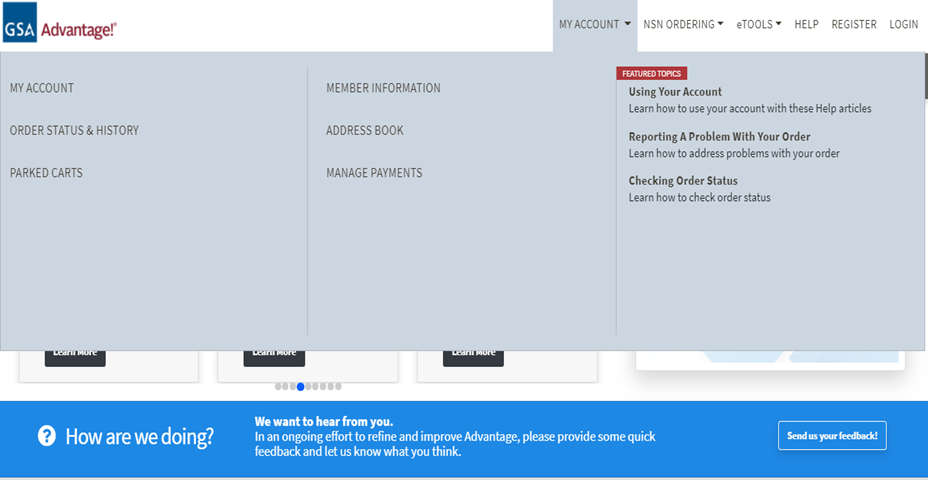 GSA Advantage!®
MY ACCOUNT
NSN ORDERING
eTOOLS
HELP
REGISTER
LOGIN
MY ACCOUNT
ORDER STATUS & HISTORY
PARKED CARTS
MEMBER INFORMATION
ADDRESS BOOK
MANAGE PAYMENTS
FEATURED TOPICS
Using Your Account
Learn how to use your account with these Help articles
Reporting A Problem With Your Order
Learn how to address problems with your order
Checking Order Status
Learn how to check order status
Learn More
Learn More
Learn More
? How are we doing?
We want to hear from you.
In an ongoing effort to refine and improve Advantage, please provide some quick
feedback and let us know what you think.
Send us your feedback!